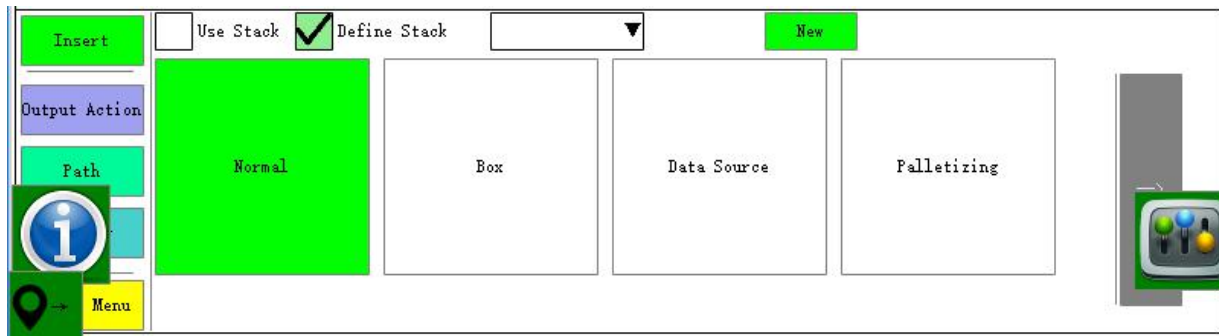 Insert
Use Stack
Define Stack
New
Output Action
Path
Normal
Box
Data Source
Palletizing
Menu